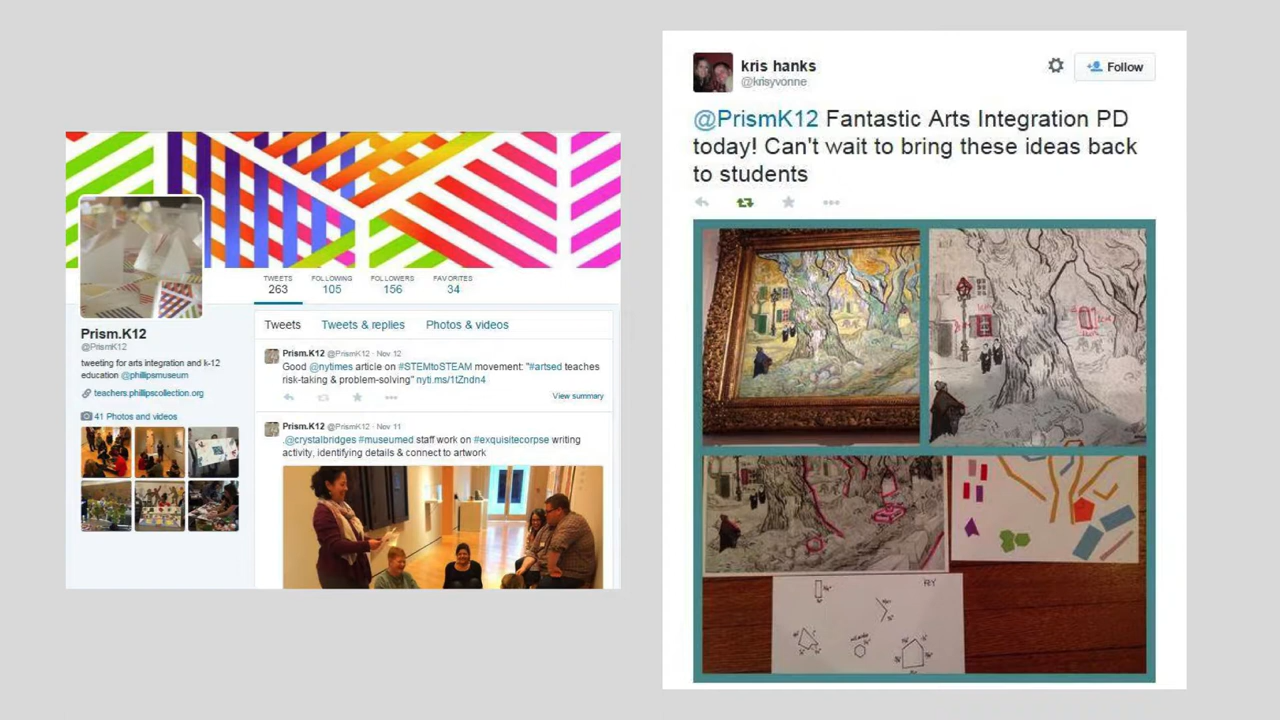 TWEETS
263
FOLLOWING
105
FOLLOWERS
156
FAVORITES
34
Prism.K12
@PrismK12
tweeting for arts integration and k-12
education @phillipsmuseum
teachers.phillipscollection.org
41 Photos and videos
Tweets Tweets & replies Photos & videos
Prism.K12 @PrismK12 · Nov 12
Good @nytimes article on #STEMtoSTEAM movement: "#artsed teaches
risk-taking & problem-solving" nyti.ms/1tZndn4
View summary
Prism.K12 @PrismK12 · Nov 11
.@crystalbridges #museumed staff work on #exquisitecorpse writing
activity, identifying details & connect to artwork
kris hanks
@krisyvonne
Follow
@PrismK12 Fantastic Arts Integration PD
today! Can't wait to bring these ideas back
to students